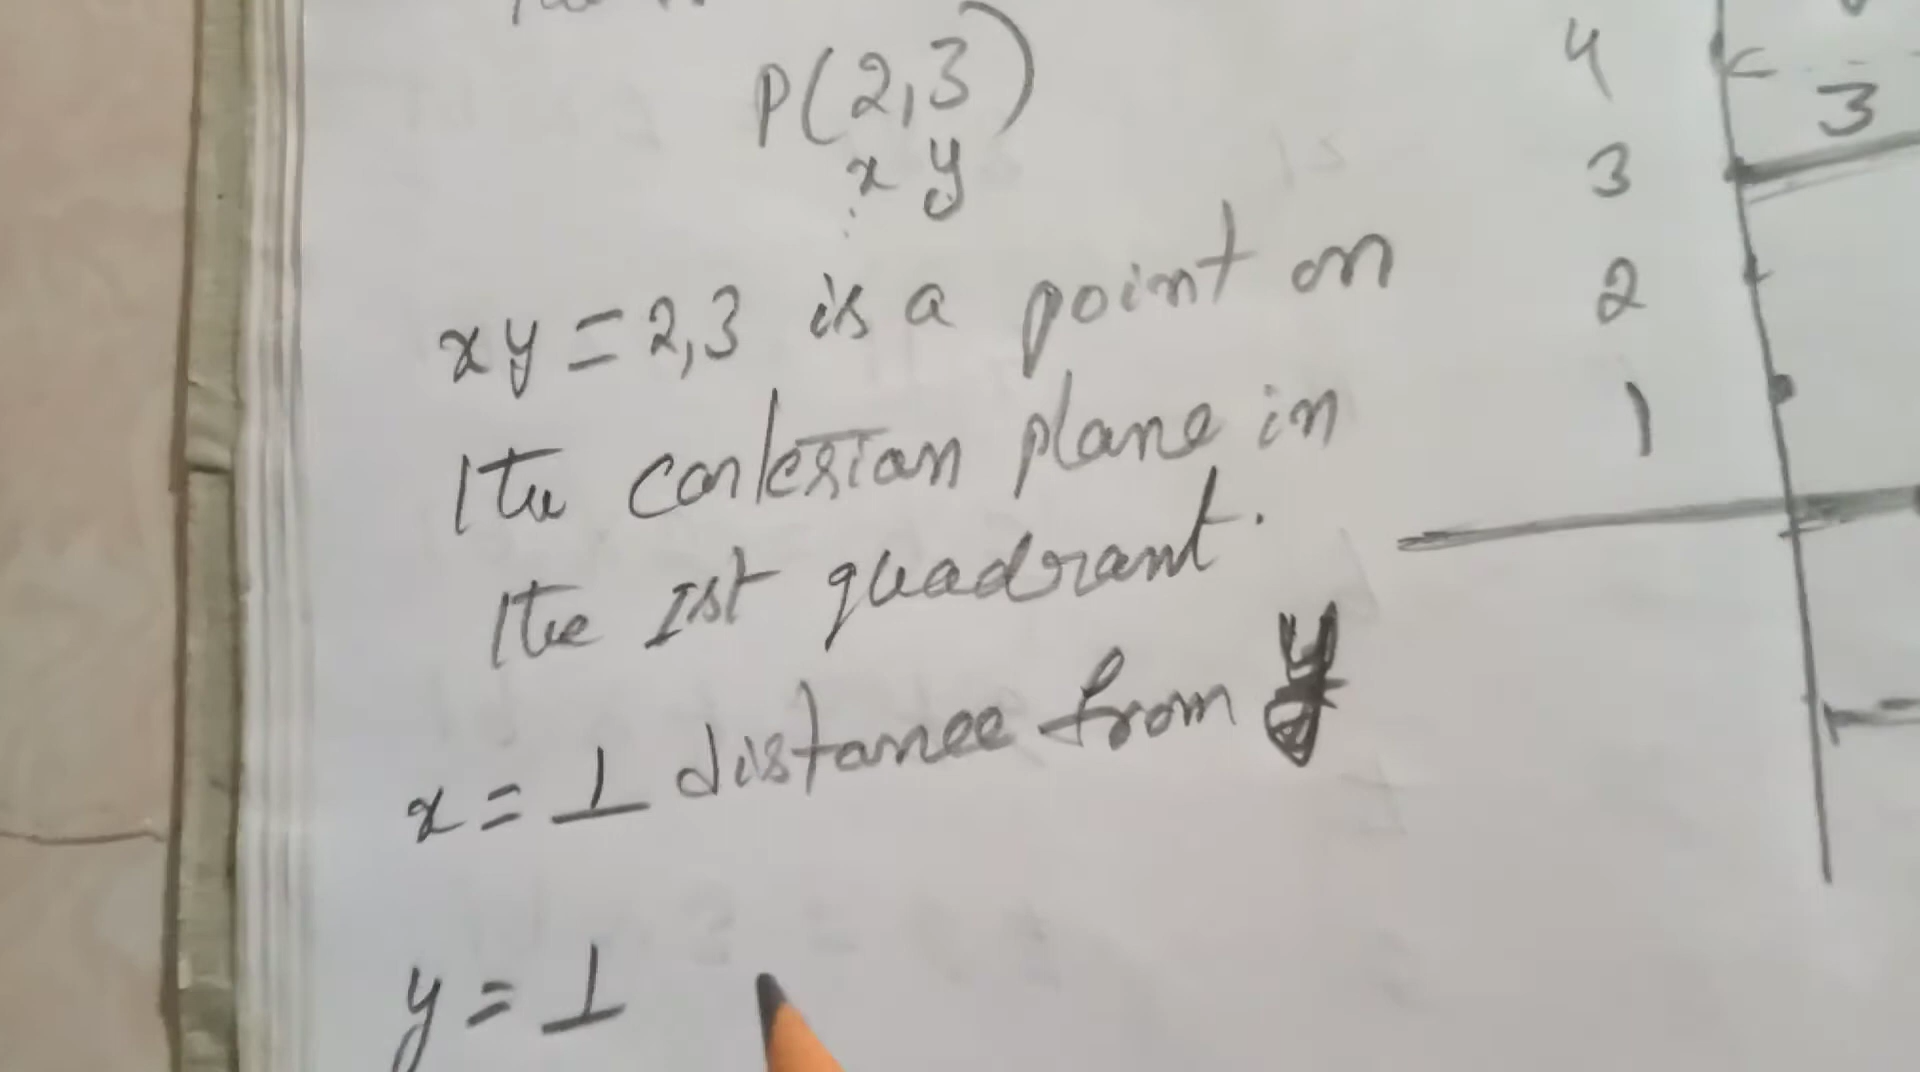 P(2,3)
x y
xy = 2,3 is a point on
the cartesian plane in
the Ist quadrant.
x = ⊥ distance from y
y = ⊥
4
3
3
2
1